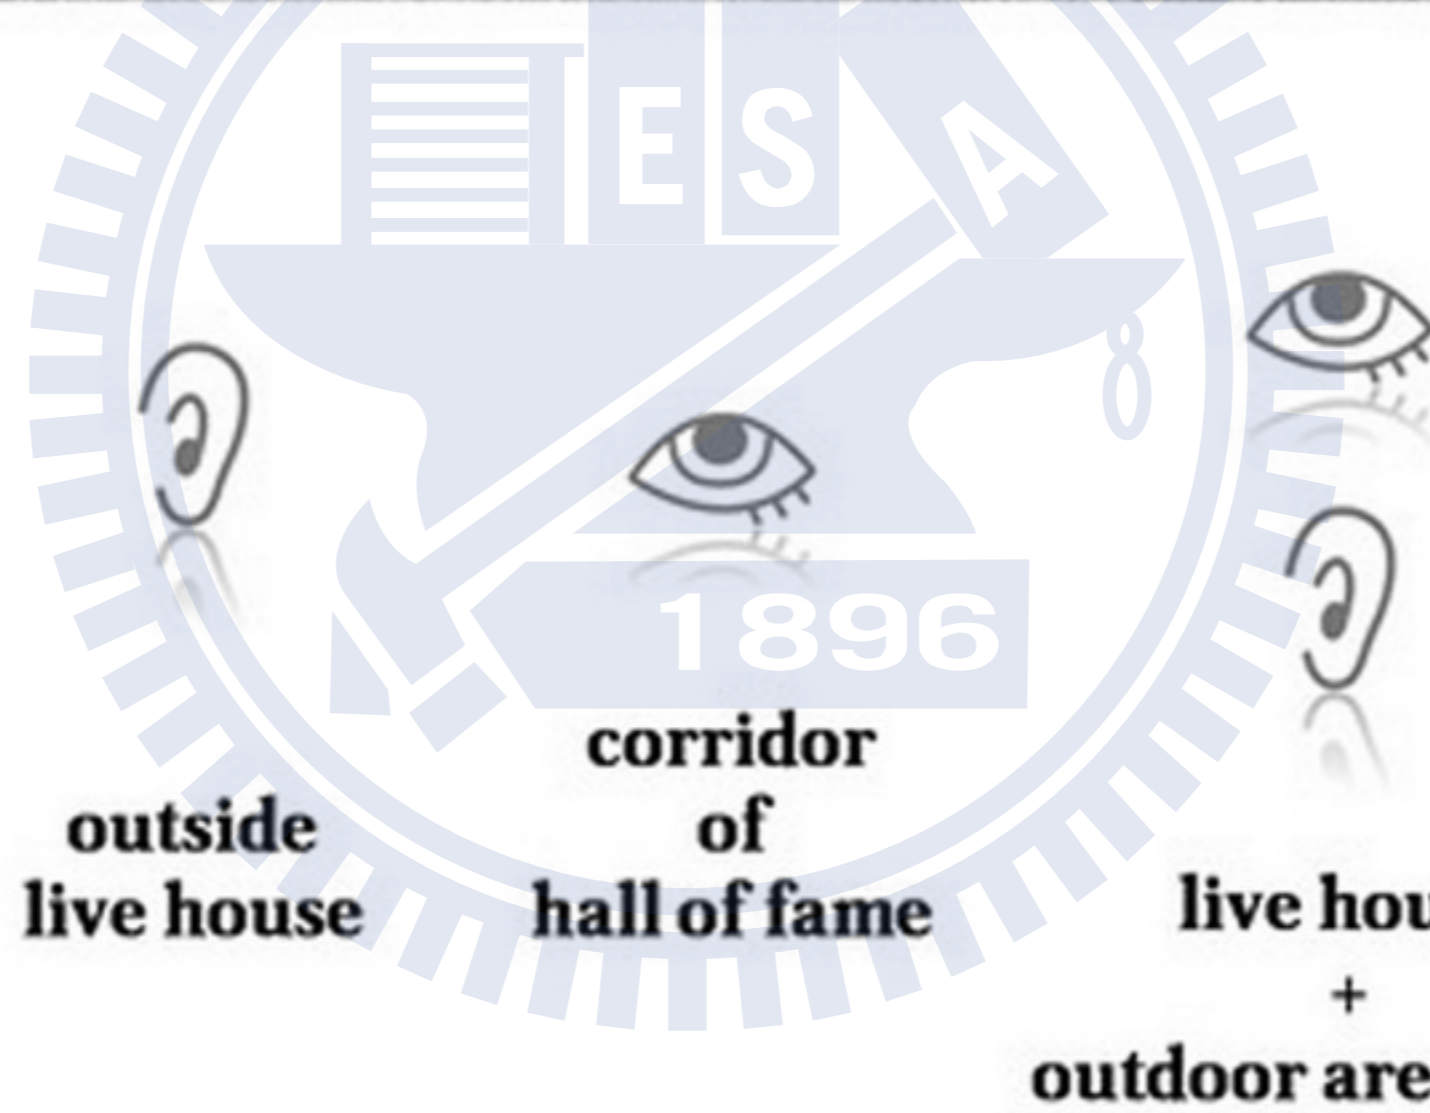 E S A
1896
corridor
of
hall of fame
outside
live house
live hou
+
outdoor are